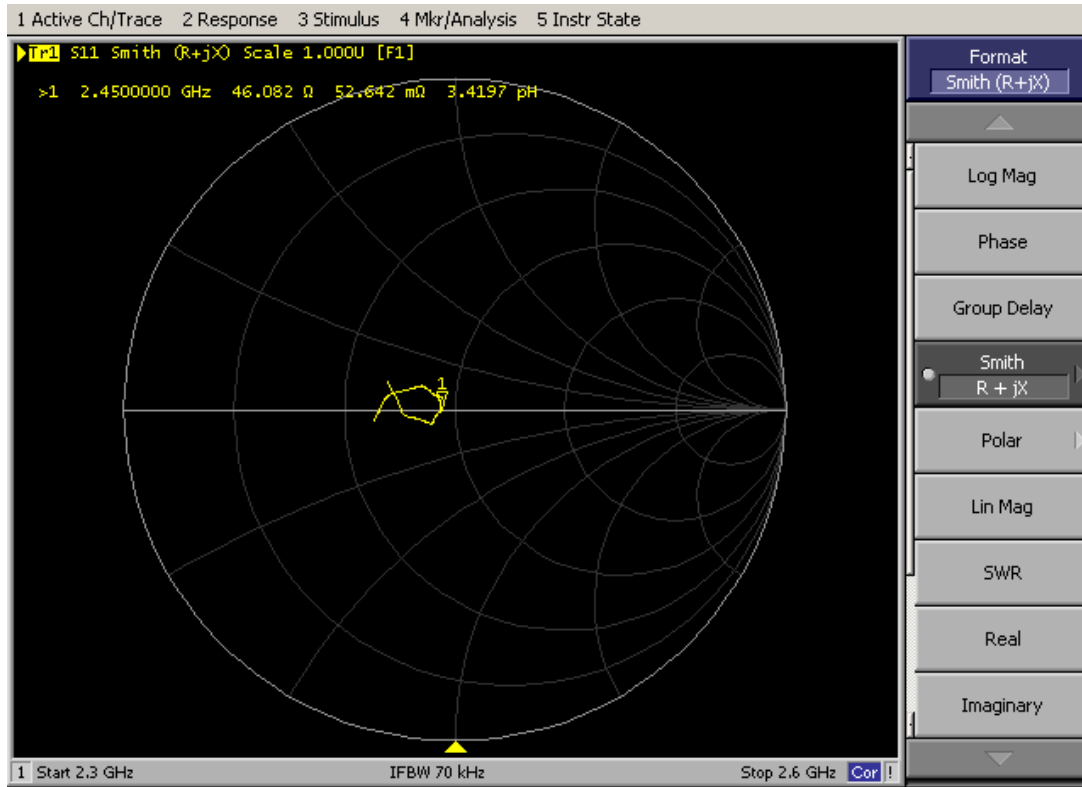 1 Active Ch/Trace 2 Response 3 Stimulus 4 Mkr/Analysis 5 Instr State
Tr1 S11 Smith (R+jX) Scale 1.000U [F1]
>1 2.4500000 GHz 46.082 Ω 52.642 mΩ 3.4197 pH
1
Format
Smith (R+jX)
Log Mag
Phase
Group Delay
Smith
R + jX
Polar
Lin Mag
SWR
Real
Imaginary
1 Start 2.3 GHz IFBW 70 kHz Stop 2.6 GHz Cor !